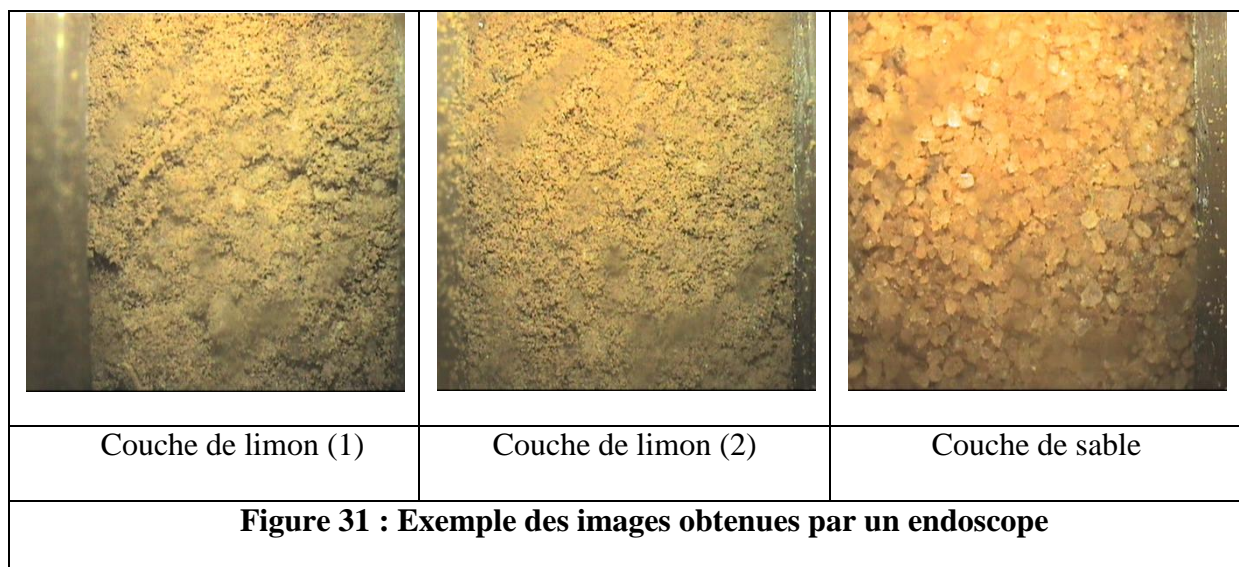 Couche de limon (1)
Couche de limon (2)
Couche de sable
Figure 31 : Exemple des images obtenues par un endoscope